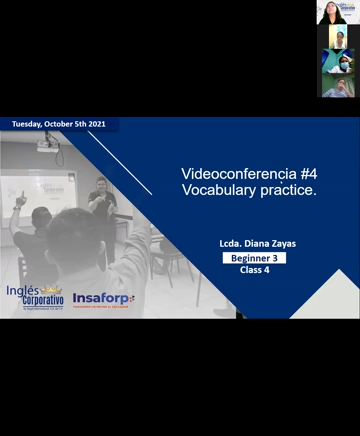 Tuesday, October 5th 2021
Videoconferencia #4
Vocabulary practice.
Lcda. Diana Zayas
Beginner 3
Class 4
Inglés
Corporativo
Insaforp